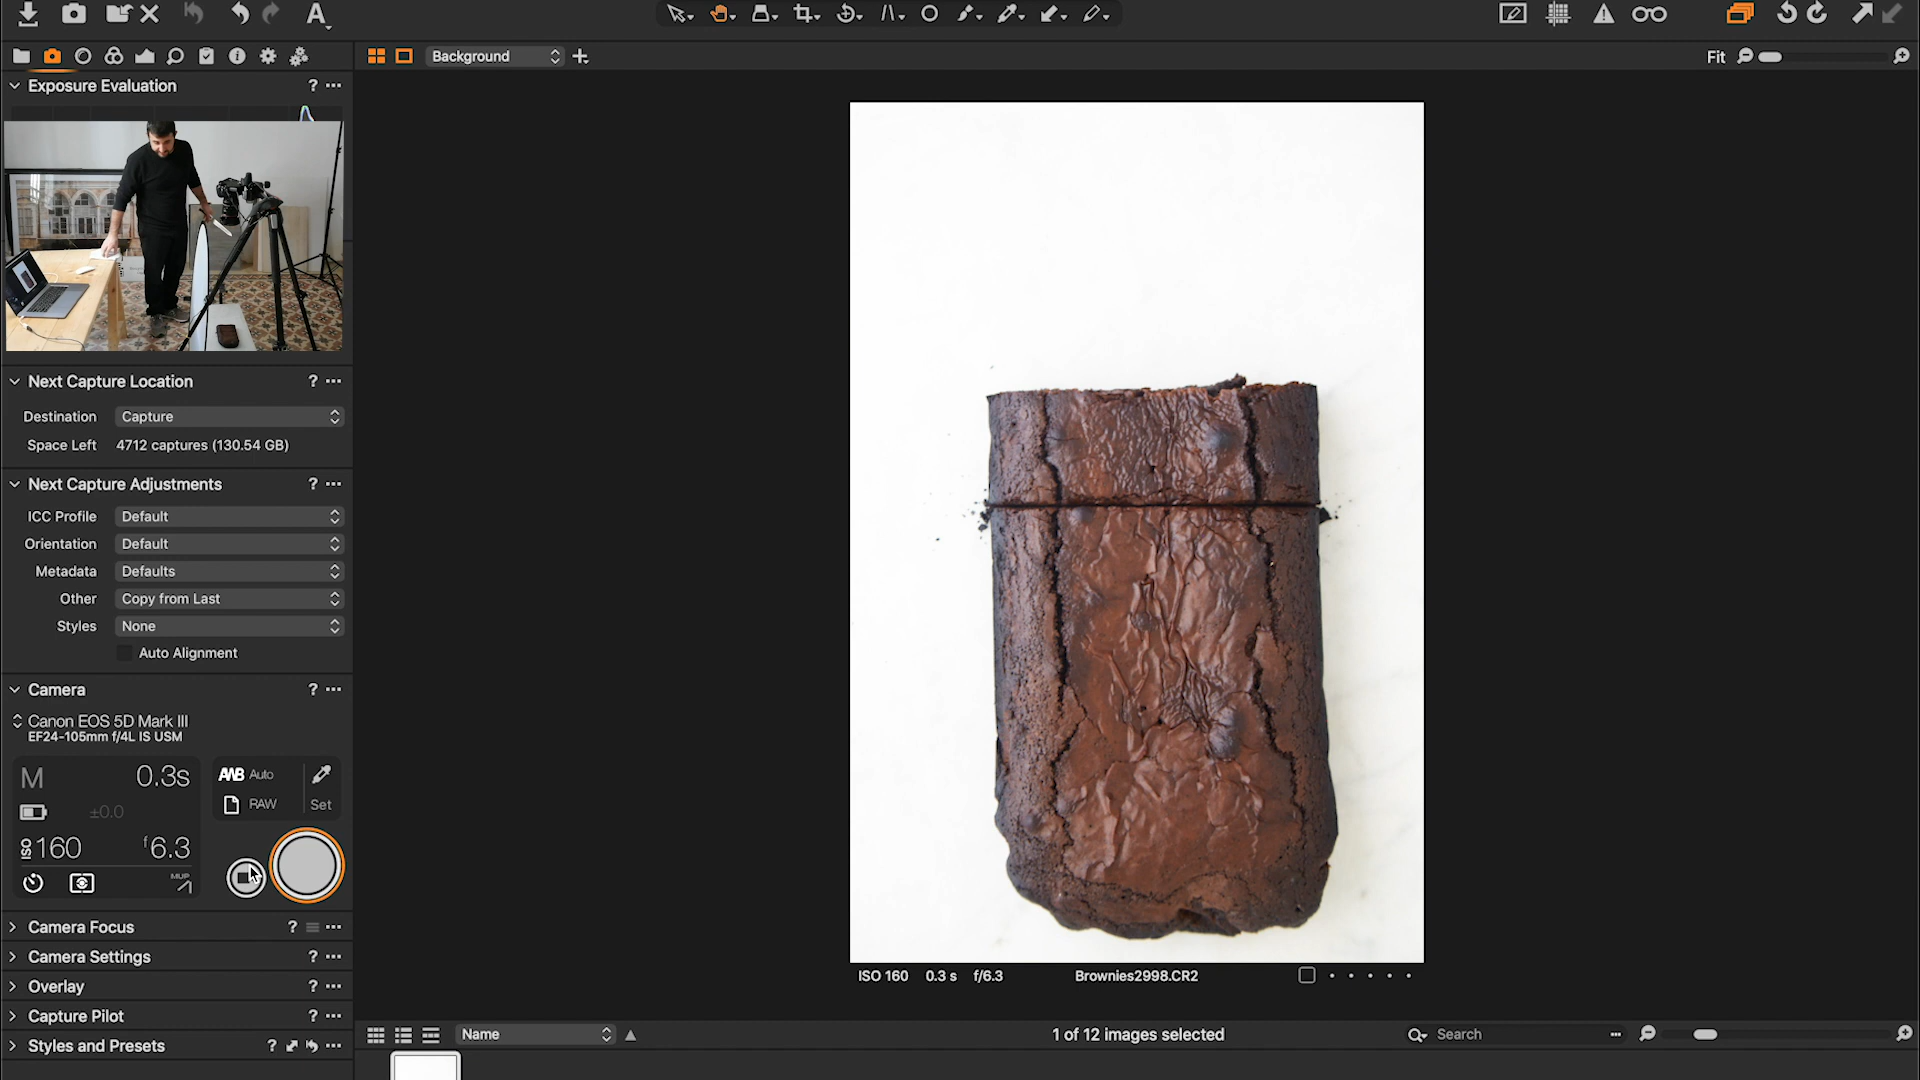 A
Background
Fit
Exposure Evaluation
?
Next Capture Location
?
Destination
Capture
Space Left
4712 captures (130.54 GB)
Next Capture Adjustments
?
ICC Profile
Default
Orientation
Default
Metadata
Defaults
Other
Copy from Last
Styles
None
Auto Alignment
Camera
?
Canon EOS 5D Mark III
EF24-105mm f/4L IS USM
M
0.3s
AWB Auto
±0.0
RAW
Set
ISO 160
f6.3
MUP
Camera Focus
?
Camera Settings
?
Overlay
?
Capture Pilot
?
Styles and Presets
?
ISO 160 0.3 s f/6.3
Brownies2998.CR2
Name
1 of 12 images selected
Search